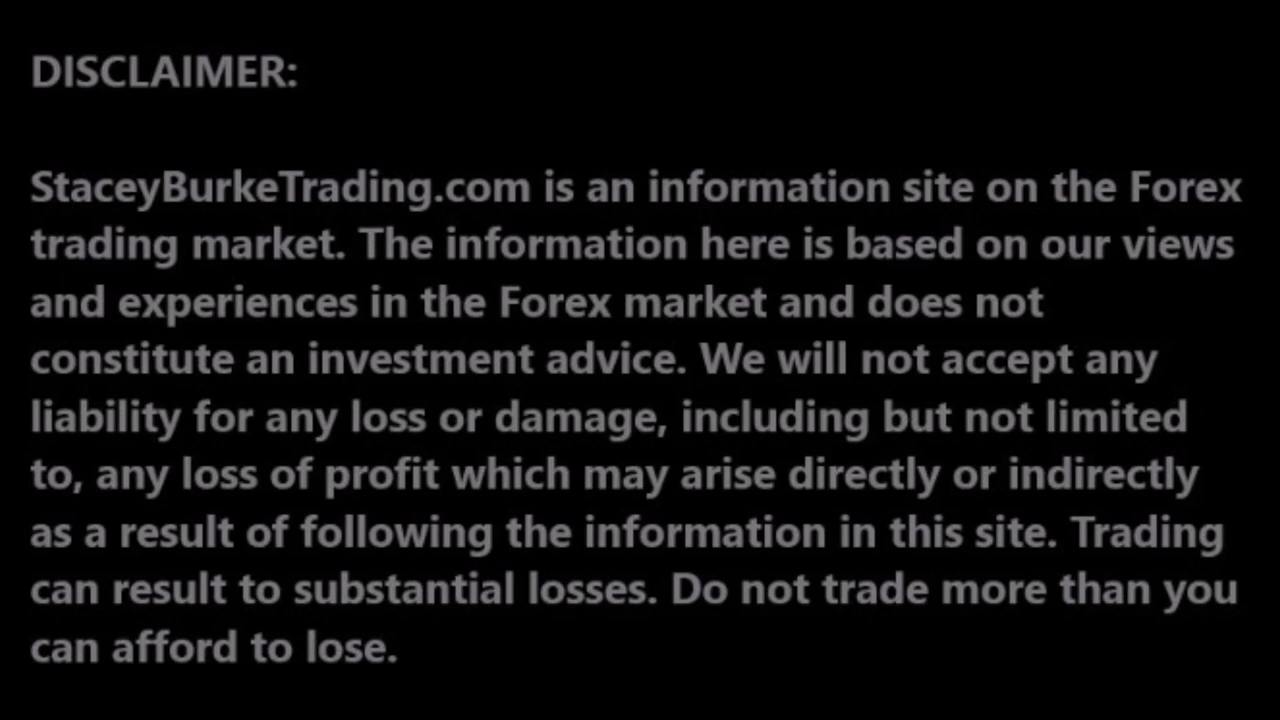 DISCLAIMER:
StaceyBurkeTrading.com is an information site on the Forex
trading market. The information here is based on our views
and experiences in the Forex market and does not
constitute an investment advice. We will not accept any
liability for any loss or damage, including but not limited
to, any loss of profit which may arise directly or indirectly
as a result of following the information in this site. Trading
can result to substantial losses. Do not trade more than you
can afford to lose.